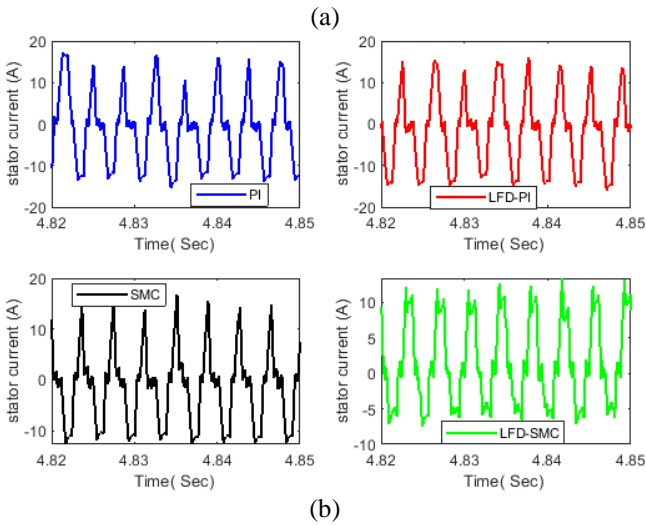 (a)
20
10
0
-10
-20
stator current (A)
PI
4.82
4.83
4.84
4.85
Time( Sec)
20
10
0
-10
-20
stator current (A)
LFD-PI
4.82
4.83
4.84
4.85
Time( Sec)
20
10
0
-10
stator current (A)
SMC
4.82
4.83
4.84
4.85
Time( Sec)
10
5
0
-5
-10
stator current (A)
LFD-SMC
4.82
4.83
4.84
4.85
Time( Sec)
(b)